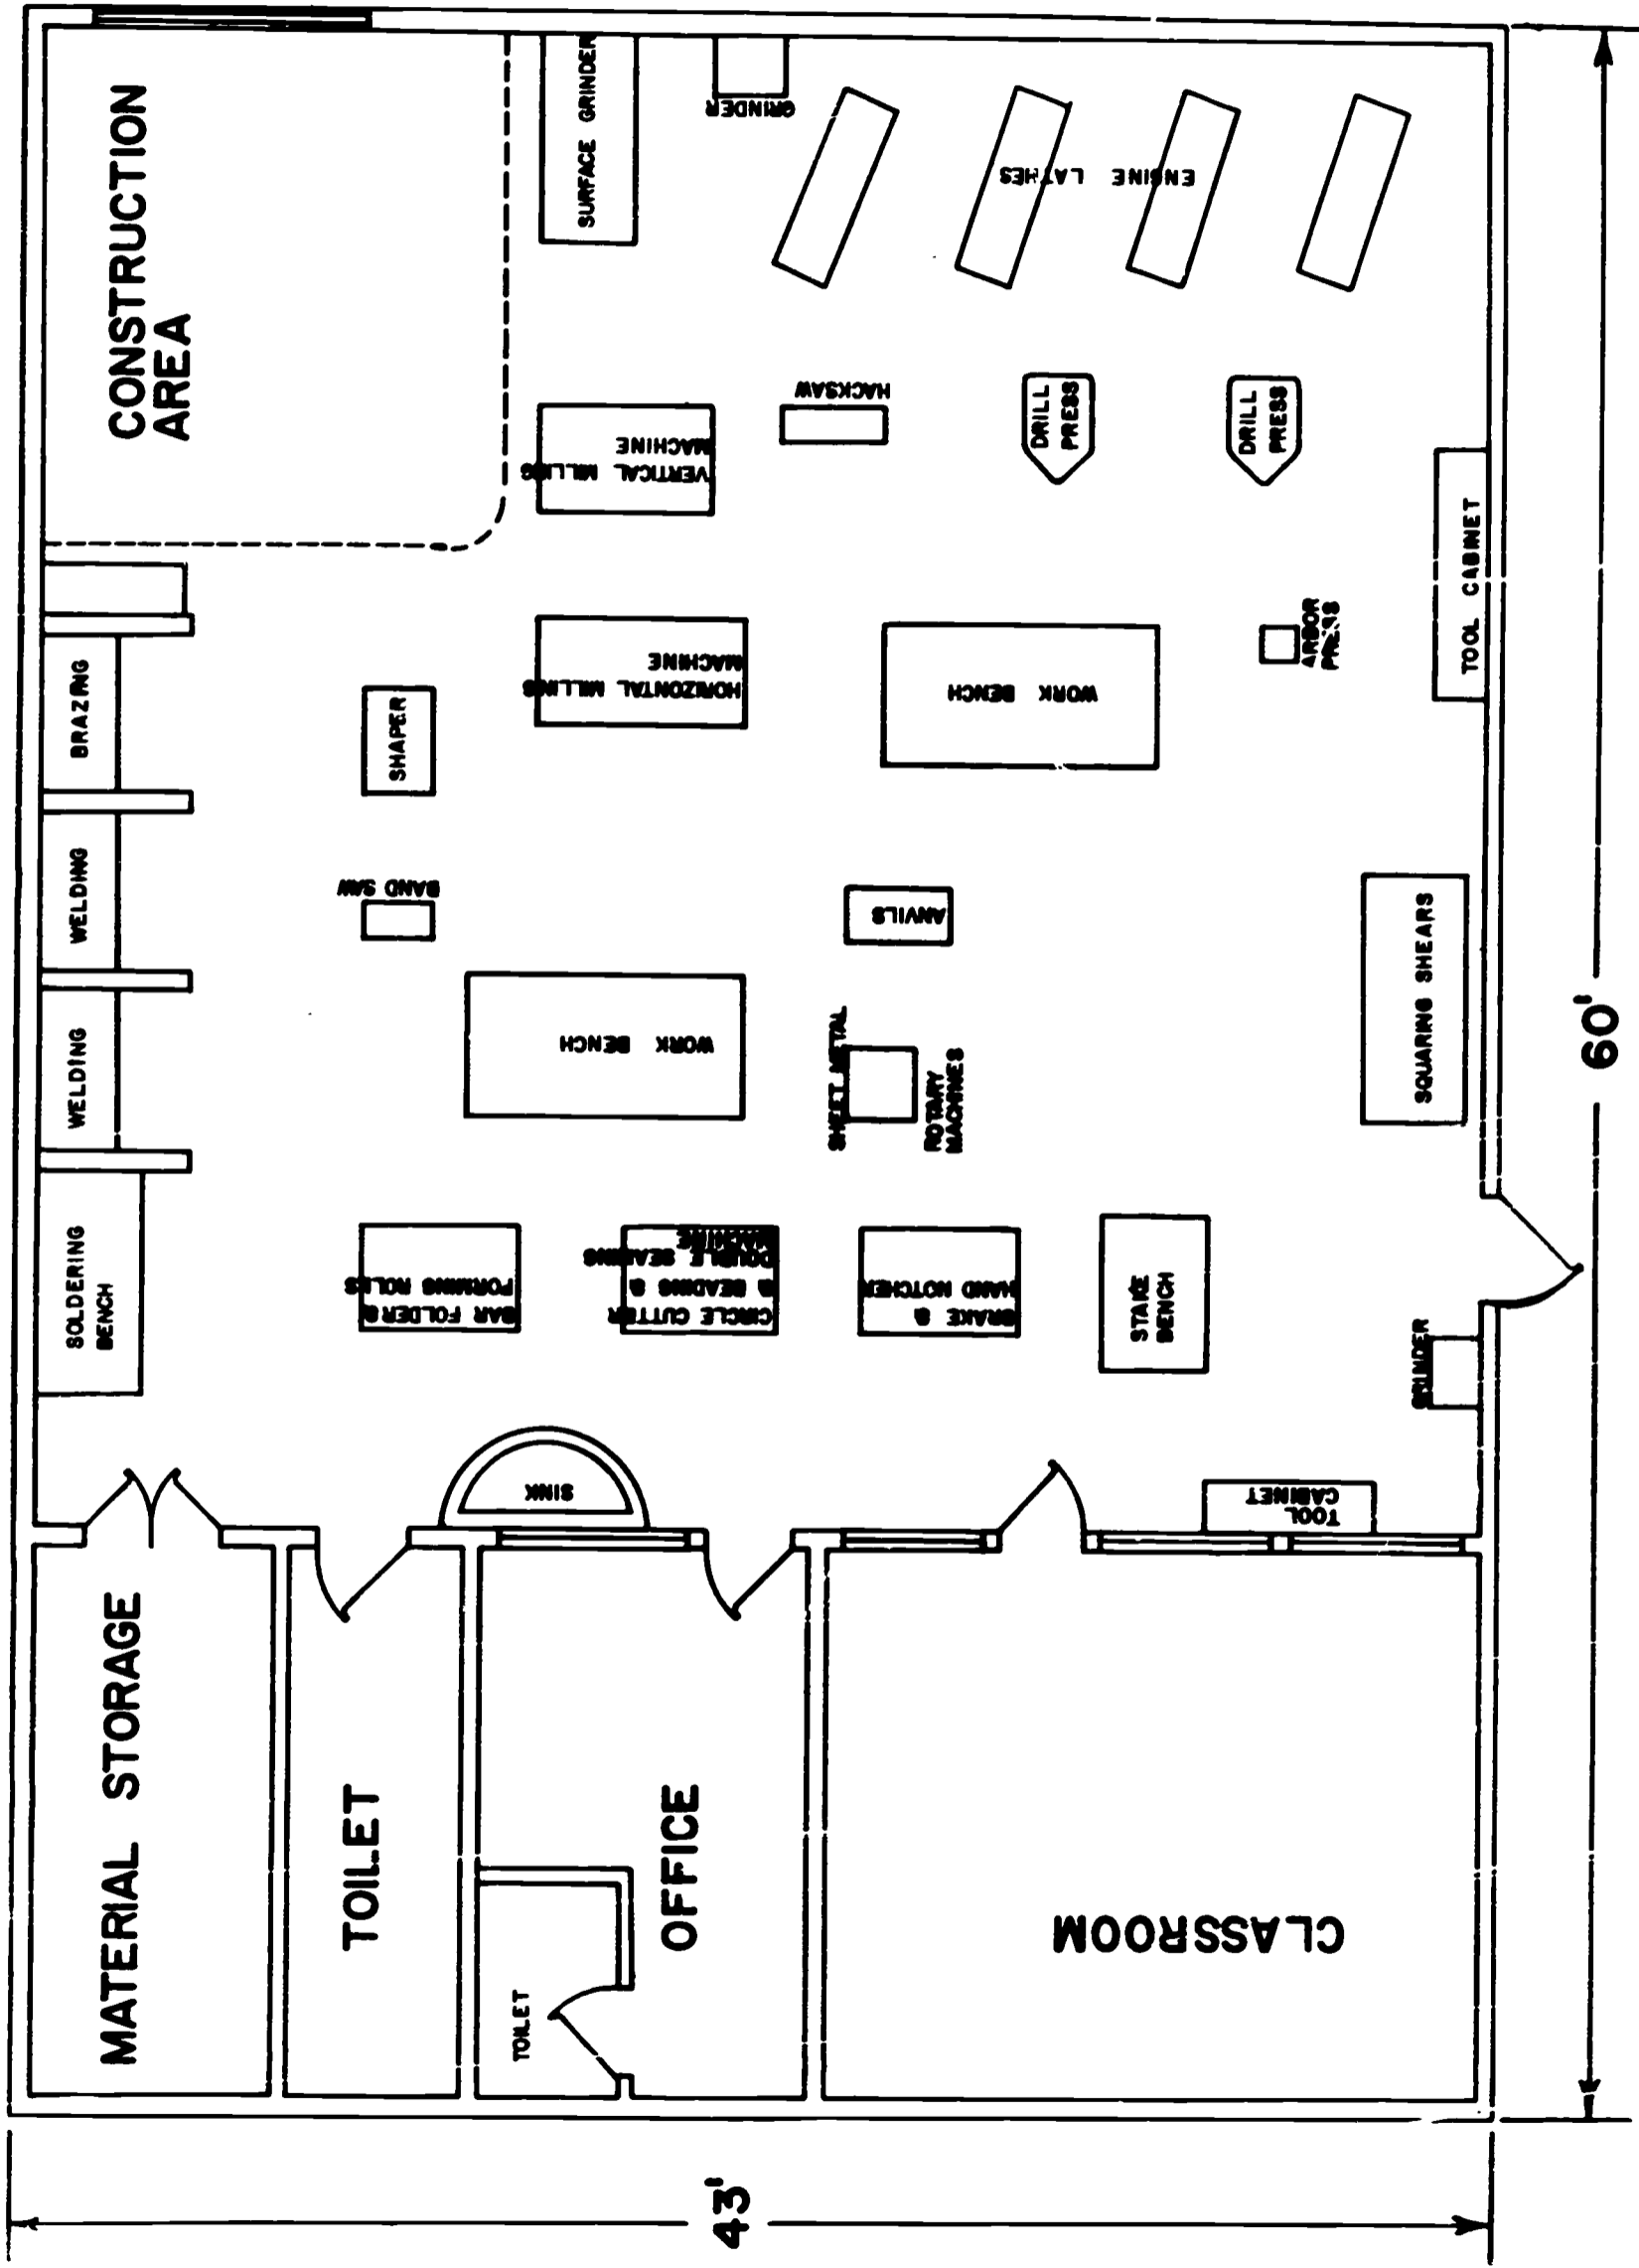 CONSTRUCTION
AREA
SURFACE GRINDER
GRINDER
ENGINE LATHES
HACKSAW
DRILL
PRESS
DRILL
PRESS
VERTICAL MILLING
MACHINE
TOOL CABINET
BRAZING
SHAPER
HORIZONTAL MILLING
MACHINE
WORK BENCH
ARBOR
PRESS
WELDING
BAND SAW
ANVILS
SQUARING SHEARS
WELDING
WORK BENCH
SHEET METAL
ROTARY
MACHINES
SOLDERING
BENCH
BAR FOLDER &
FORMING ROLLS
CIRCLE CUTTER
& BEADING &
DOUBLE SEAMING
MACHINE
BRAKE &
HAND NOTCHER
STAKE
BENCH
GRINDER
SINK
TOOL
CABINET
MATERIAL STORAGE
TOILET
TOILET
OFFICE
CLASSROOM
60'
43'